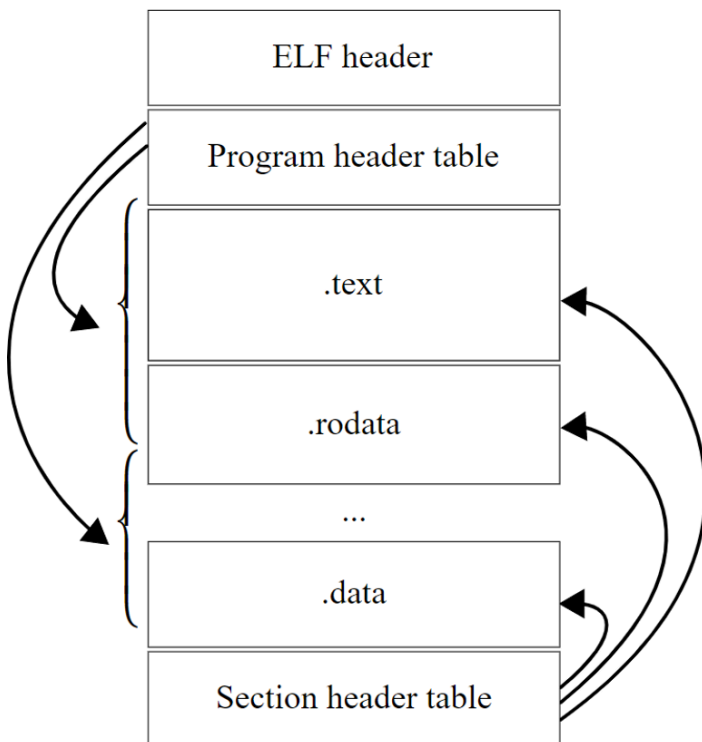 ELF header
Program header table
.text
.rodata
...
.data
Section header table